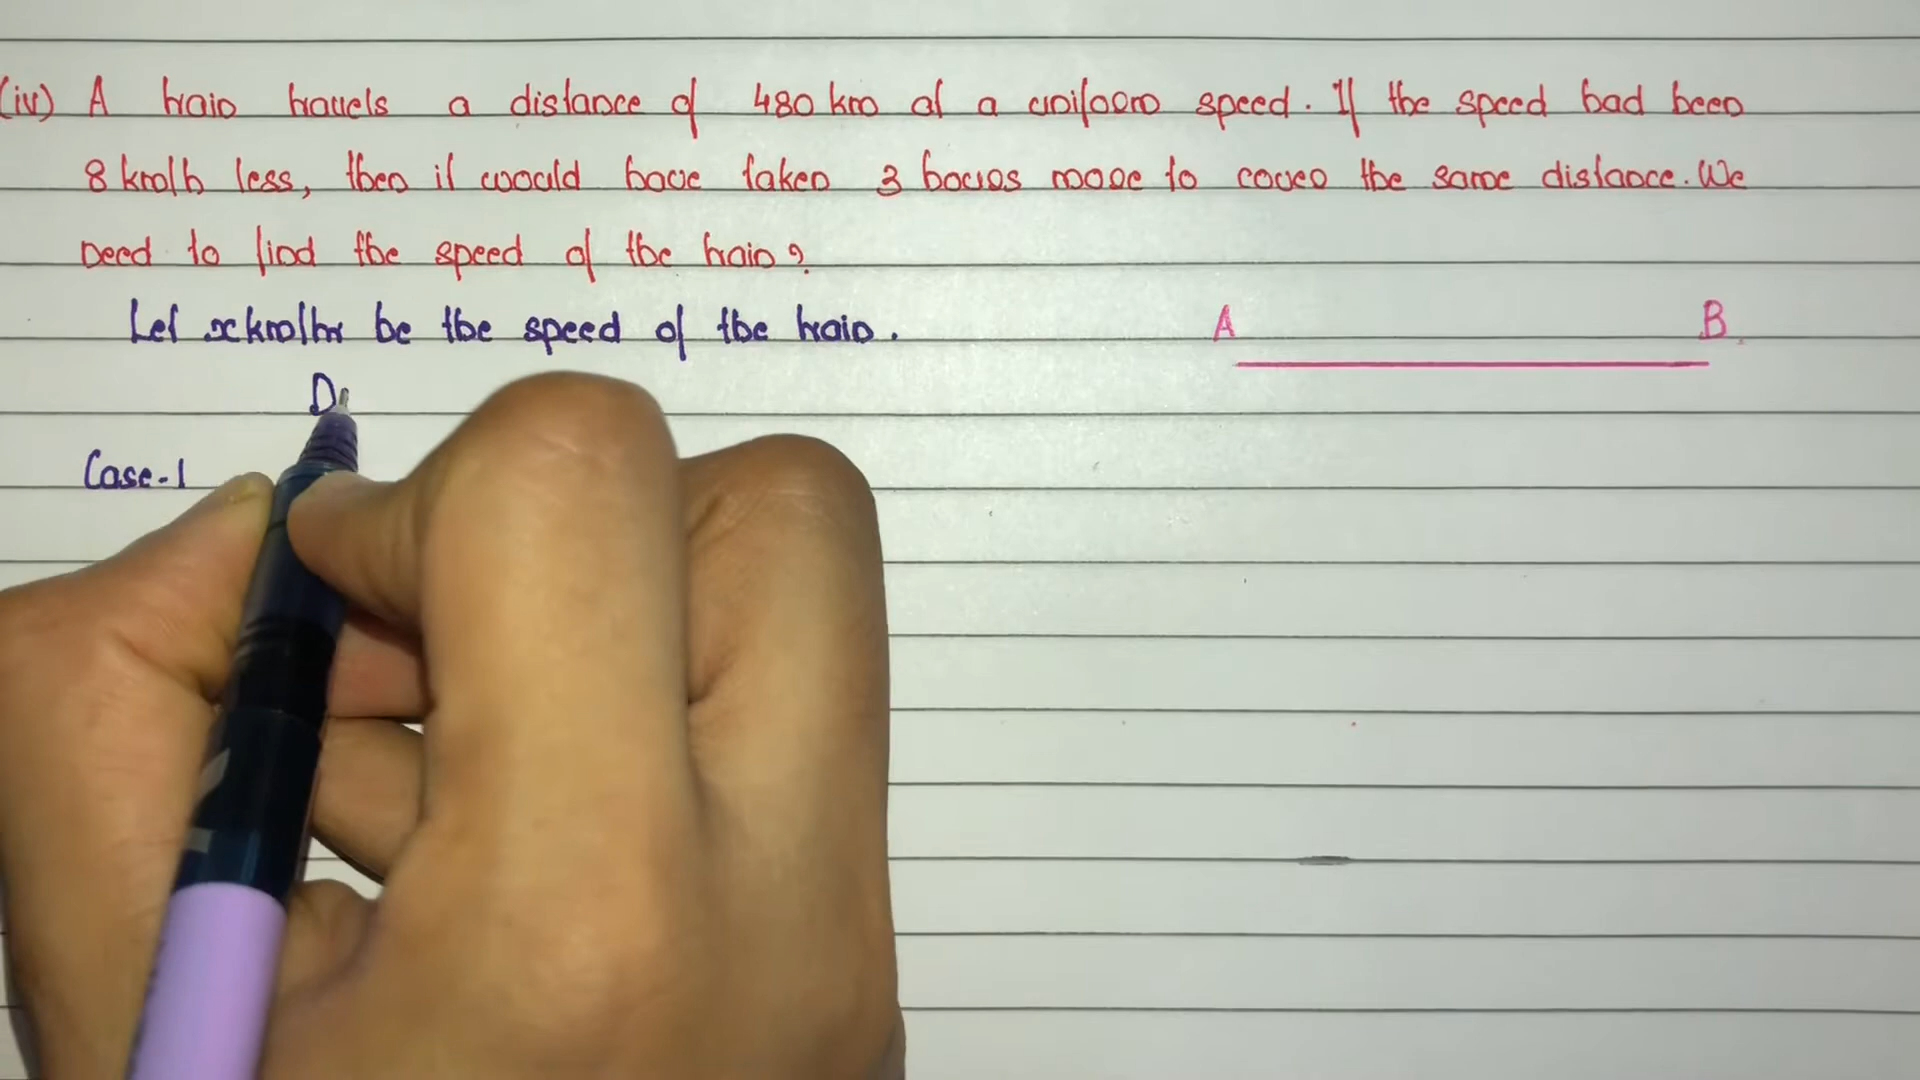 (iv) A train travels a distance of 480 km at a uniform speed. If the speed had been
8 km/h less, then it would have taken 3 hours more to cover the same distance. We
need to find the speed of the train?
Let x km/hr be the speed of the train.
A B
D
Case-1